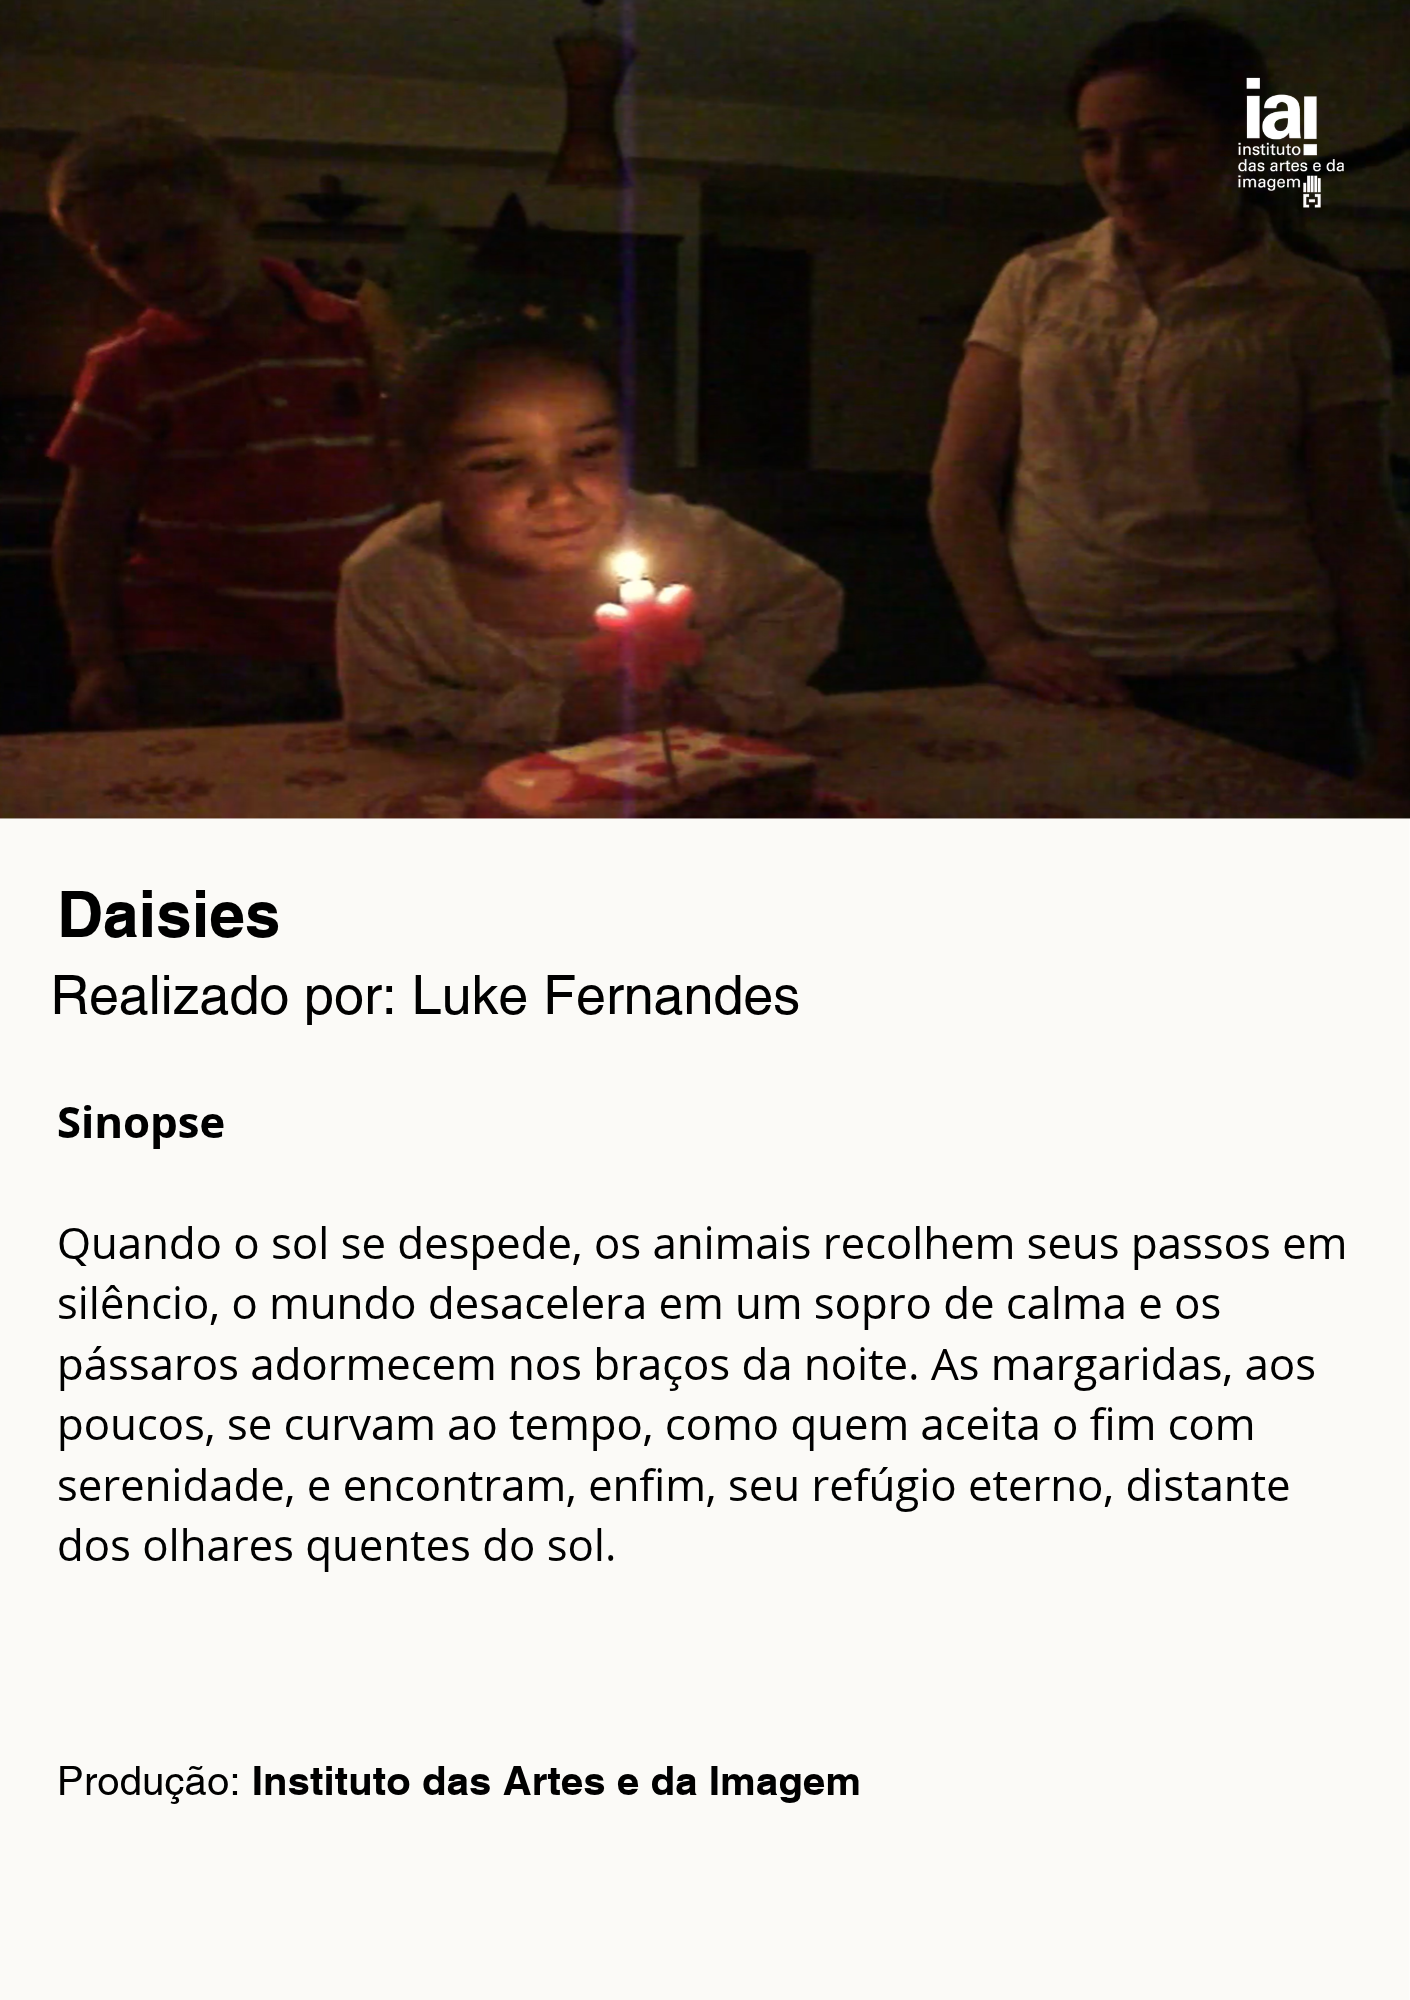 iai
instituto
das artes e da
imagem
Daisies
Realizado por: Luke Fernandes
Sinopse
Quando o sol se despede, os animais recolhem seus passos em
silêncio, o mundo desacelera em um sopro de calma e os
pássaros adormecem nos braços da noite. As margaridas, aos
poucos, se curvam ao tempo, como quem aceita o fim com
serenidade, e encontram, enfim, seu refúgio eterno, distante
dos olhares quentes do sol.
Produção: Instituto das Artes e da Imagem